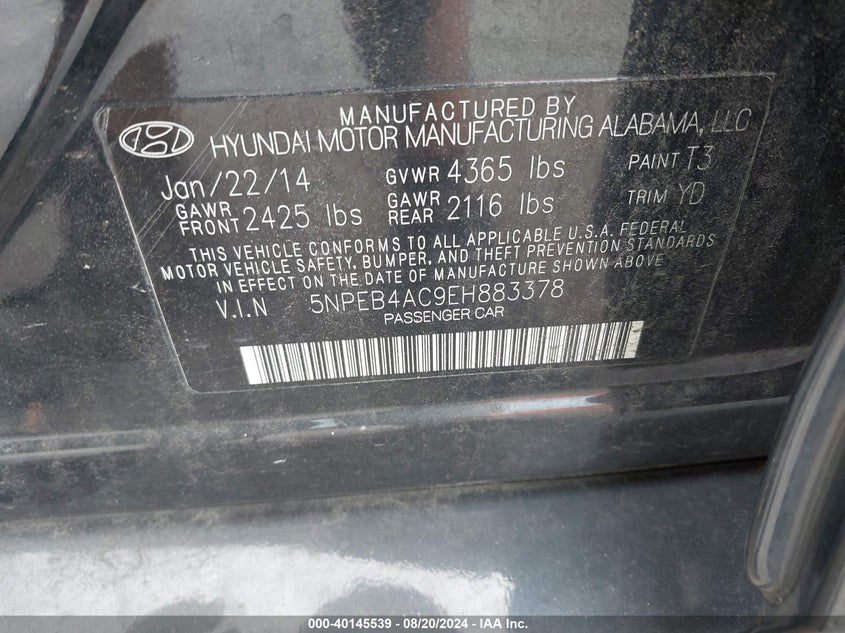 MANUFACTURED BY
HYUNDAI MOTOR MANUFACTURING ALABAMA, LLC
Jan/22/14 GVWR 4365 lbs PAINT T3
GAWR FRONT 2425 lbs GAWR REAR 2116 lbs TRIM YD
THIS VEHICLE CONFORMS TO ALL APPLICABLE U.S.A. FEDERAL
MOTOR VEHICLE SAFETY, BUMPER, AND THEFT PREVENTION STANDARDS
IN EFFECT ON THE DATE OF MANUFACTURE SHOWN ABOVE
V.I.N 5NPEB4AC9EH883378
PASSENGER CAR
000-40145539 - 08/20/2024 - IAA Inc.